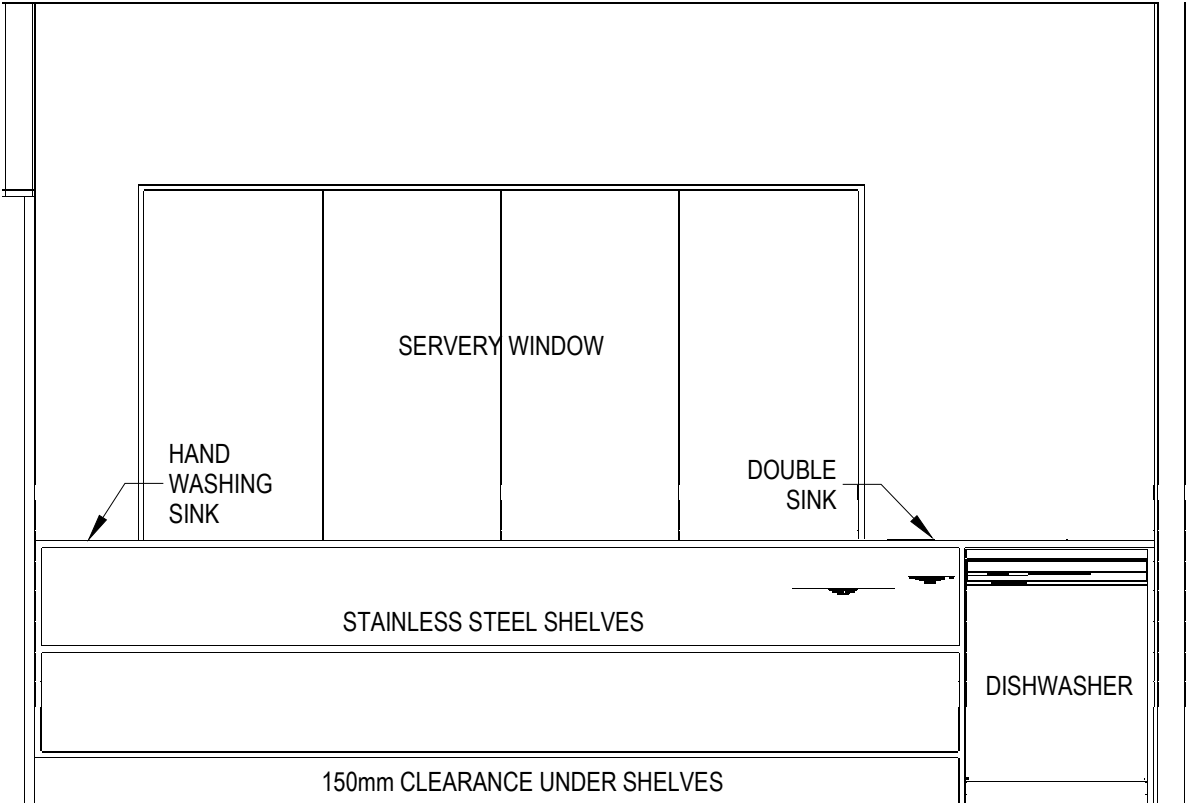 SERVERY WINDOW
HAND
WASHING
SINK
DOUBLE
SINK
STAINLESS STEEL SHELVES
DISHWASHER
150mm CLEARANCE UNDER SHELVES